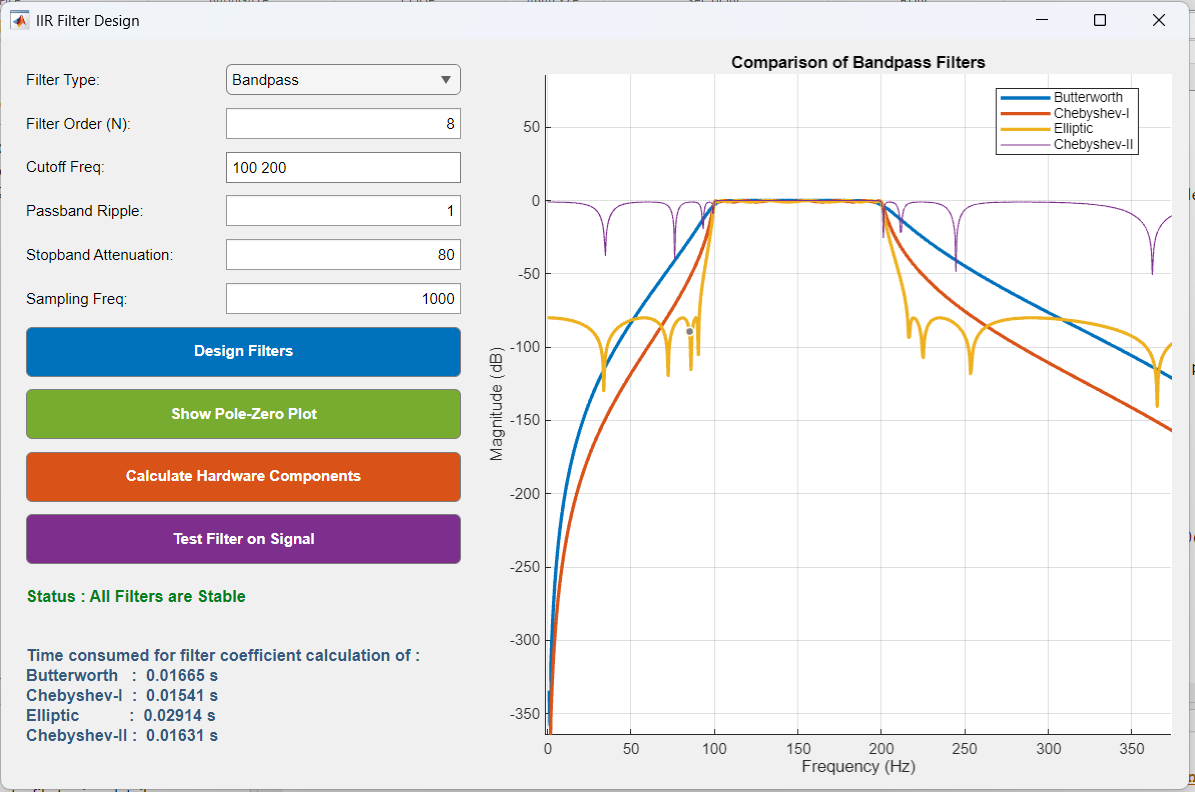 IIR Filter Design
Filter Type:
Bandpass
Filter Order (N):
8
Cutoff Freq:
100 200
Passband Ripple:
1
Stopband Attenuation:
80
Sampling Freq:
1000
Design Filters
Show Pole-Zero Plot
Calculate Hardware Components
Test Filter on Signal
Status : All Filters are Stable
Time consumed for filter coefficient calculation of :
Butterworth : 0.01665 s
Chebyshev-I : 0.01541 s
Elliptic : 0.02914 s
Chebyshev-II : 0.01631 s
Comparison of Bandpass Filters
Butterworth
Chebyshev-I
Elliptic
Chebyshev-II
50
0
-50
-100
-150
-200
-250
-300
-350
Magnitude (dB)
0 50 100 150 200 250 300 350
Frequency (Hz)